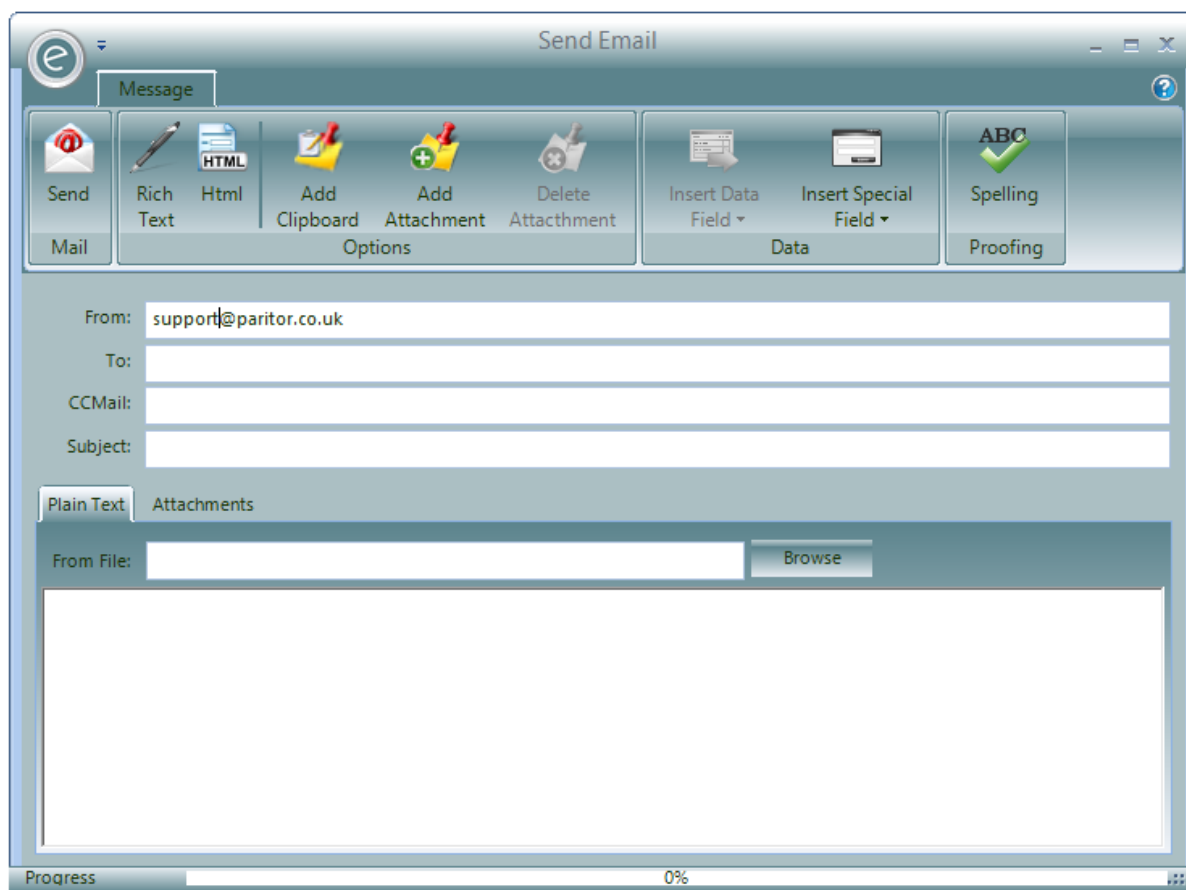 Send Email
e
Message
HTML
ABC
Send
Rich Text
Html
Add Clipboard
Add Attachment
Delete Attacthment
Insert Data Field
Insert Special Field
Spelling
Mail
Options
Data
Proofing
From: support@paritor.co.uk
To:
CCMail:
Subject:
Plain Text Attachments
From File: Browse
Progress 0%